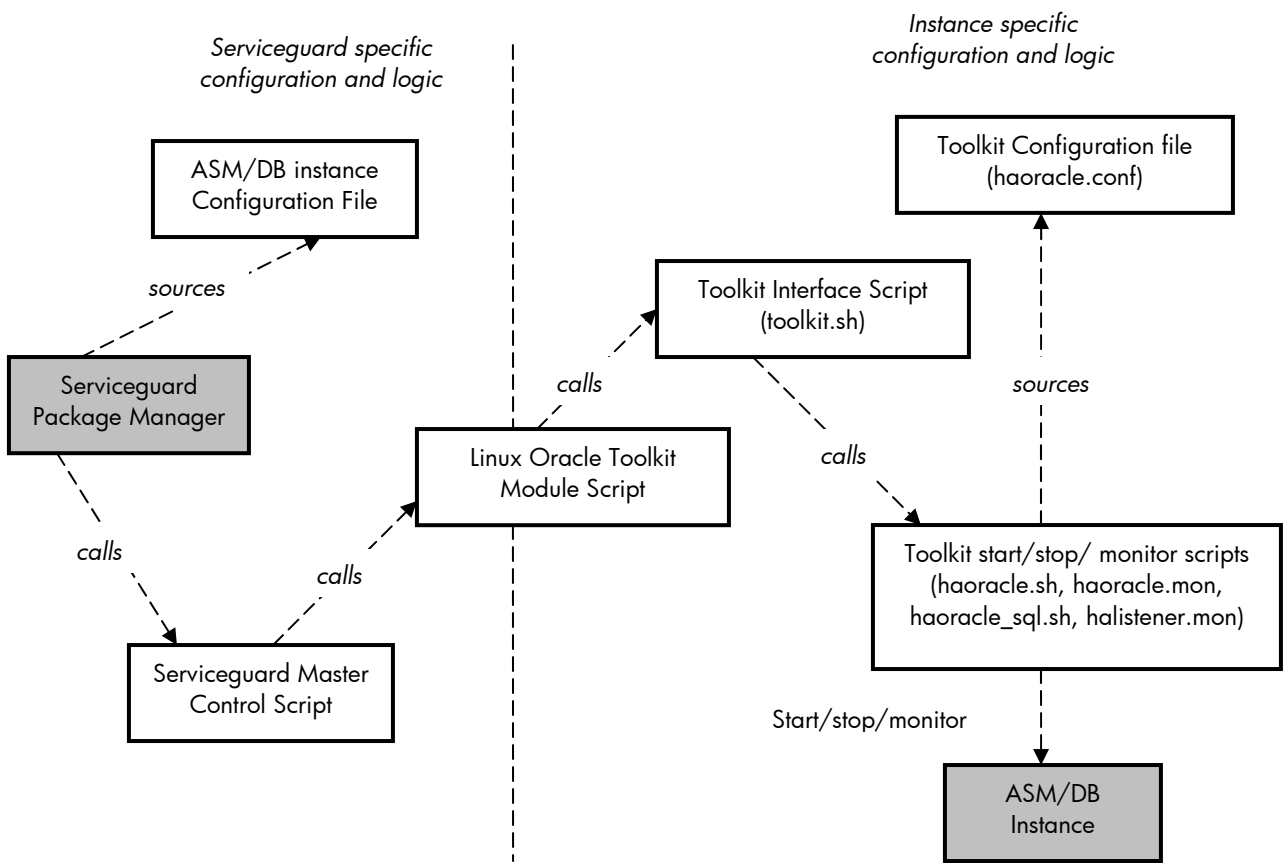 Serviceguard specific
configuration and logic
Instance specific
configuration and logic
ASM/DB instance
Configuration File
Toolkit Configuration file
(haoracle.conf)
sources
Toolkit Interface Script
(toolkit.sh)
Serviceguard
Package Manager
calls
sources
Linux Oracle Toolkit
Module Script
calls
calls
calls
Toolkit start/stop/ monitor scripts
(haoracle.sh, haoracle.mon,
haoracle_sql.sh, halistener.mon)
Serviceguard Master
Control Script
Start/stop/monitor
ASM/DB
Instance